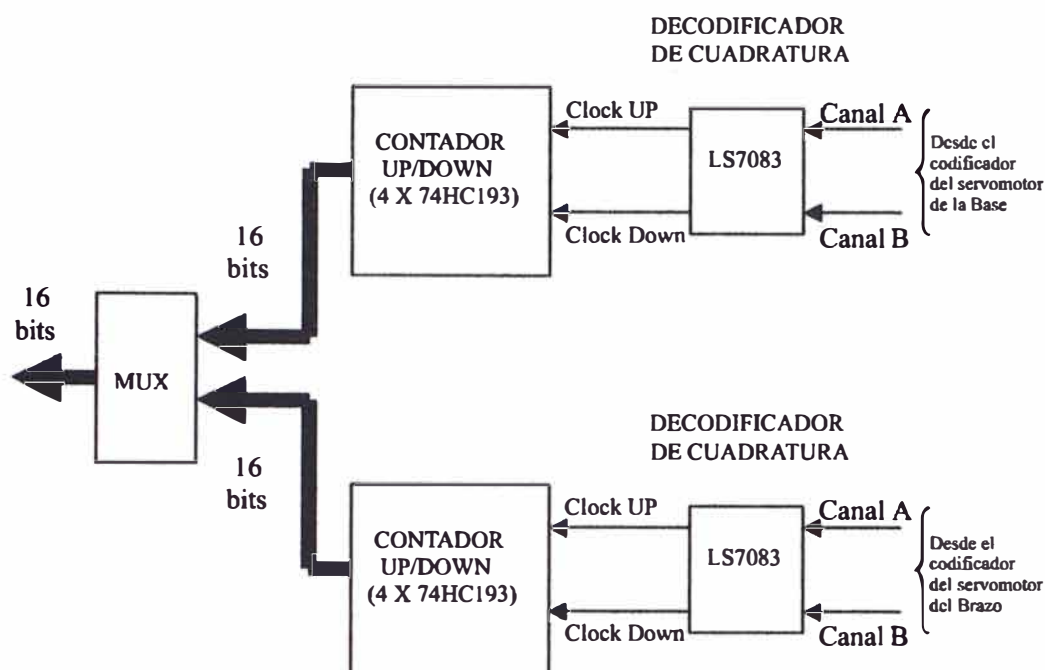 DECODIFICADOR
DE CUADRATURA
CONTADOR
UP/DOWN
(4 X 74HC193)
Clock UP
Clock Down
LS7083
Canal A
Canal B
Desde el
codificador
del servomotor
de la Base
16
bits
16
bits
MUX
16
bits
DECODIFICADOR
DE CUADRATURA
CONTADOR
UP/DOWN
(4 X 74HC193)
Clock UP
Clock Down
LS7083
Canal A
Canal B
Desde el
codificador
del servomotor
del Brazo